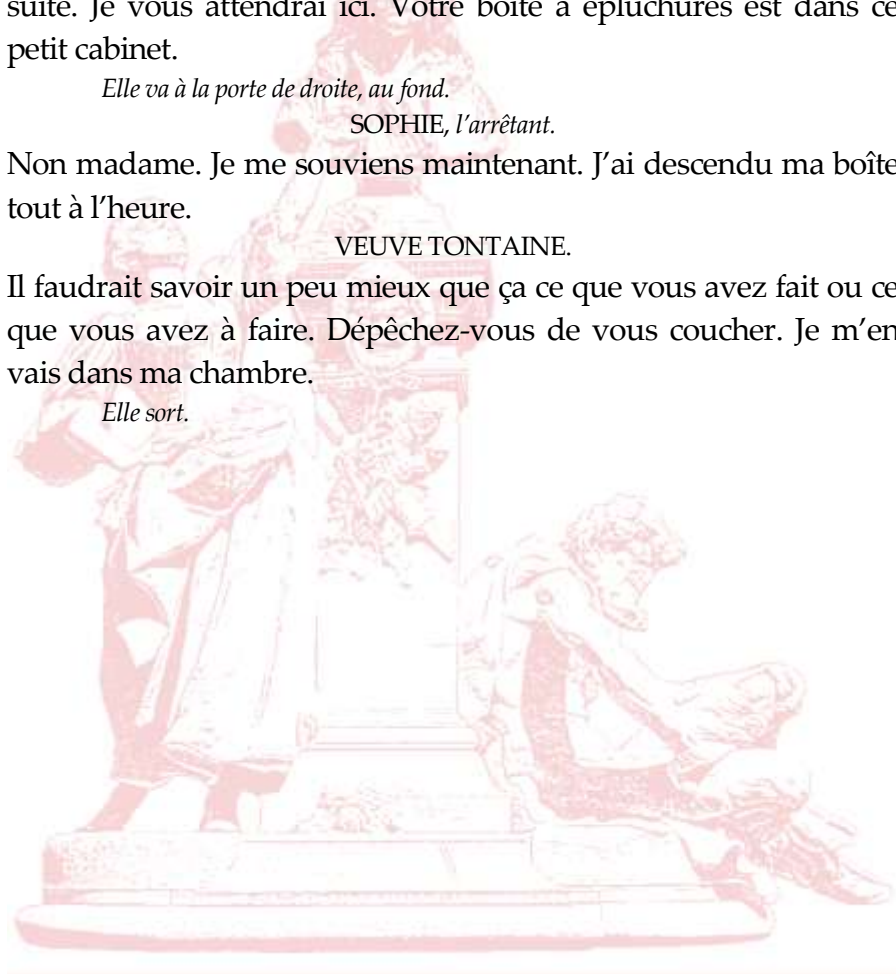 suite. Je vous attendrai ici. Votre boîte à épluchures est dans ce
petit cabinet.
Elle va à la porte de droite, au fond.
SOPHIE, l’arrêtant.
Non madame. Je me souviens maintenant. J’ai descendu ma boîte
tout à l’heure.
VEUVE TONTAINE.
Il faudrait savoir un peu mieux que ça ce que vous avez fait ou ce
que vous avez à faire. Dépêchez-vous de vous coucher. Je m’en
vais dans ma chambre.
Elle sort.